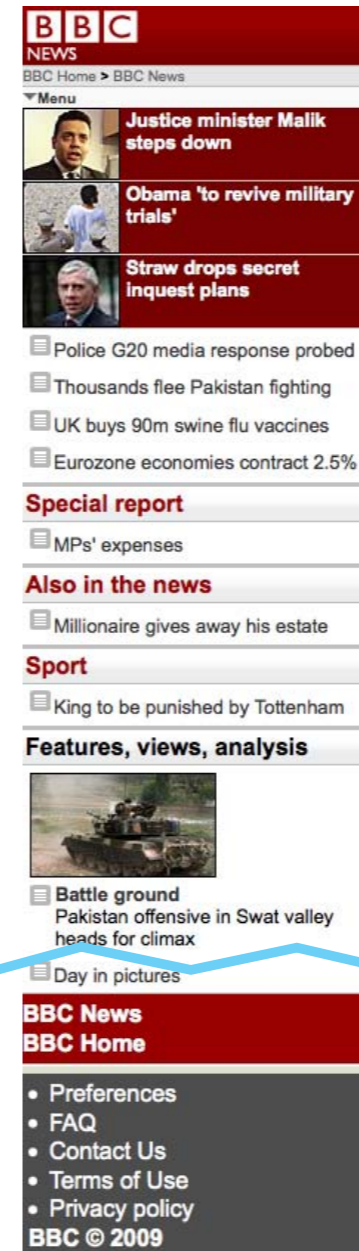 BBC
NEWS
BBC Home > BBC News
Menu
Justice minister Malik
steps down
Obama 'to revive military
trials'
Straw drops secret
inquest plans
Police G20 media response probed
Thousands flee Pakistan fighting
UK buys 90m swine flu vaccines
Eurozone economies contract 2.5%
Special report
MPs' expenses
Also in the news
Millionaire gives away his estate
Sport
King to be punished by Tottenham
Features, views, analysis
Battle ground
Pakistan offensive in Swat valley
heads for climax
Day in pictures
BBC News
BBC Home
• Preferences
• FAQ
• Contact Us
• Terms of Use
• Privacy policy
BBC © 2009